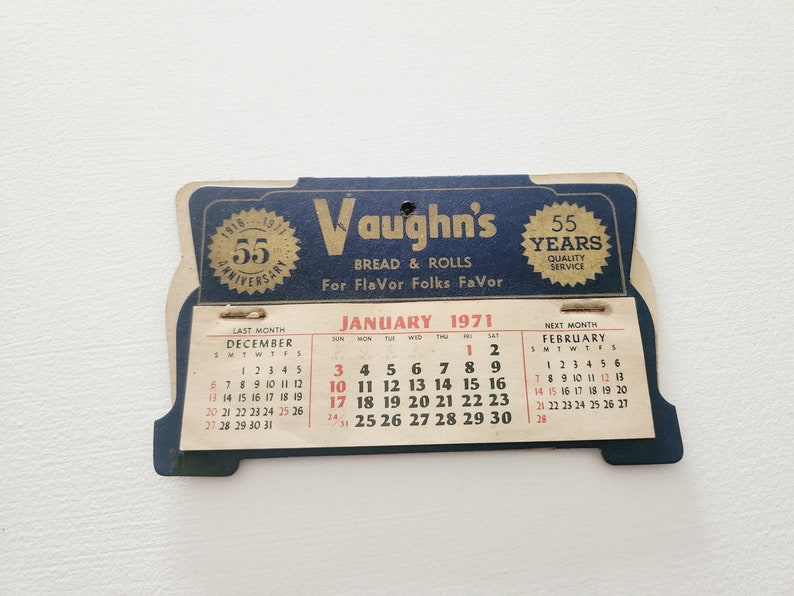 1916 - 1971
55th
ANNIVERSARY
Vaughn's
BREAD & ROLLS
For FlaVor Folks FaVor
55
YEARS
QUALITY
SERVICE
LAST MONTH
DECEMBER
S M T W T F S
1 2 3 4 5
6 7 8 9 10 11 12
13 14 15 16 17 18 19
20 21 22 23 24 25 26
27 28 29 30 31
JANUARY 1971
SUN MON TUE WED THU FRI SAT
1 2
3 4 5 6 7 8 9
10 11 12 13 14 15 16
17 18 19 20 21 22 23
24/31 25 26 27 28 29 30
NEXT MONTH
FEBRUARY
S M T W T F S
1 2 3 4 5 6
7 8 9 10 11 12 13
14 15 16 17 18 19 20
21 22 23 24 25 26 27
28